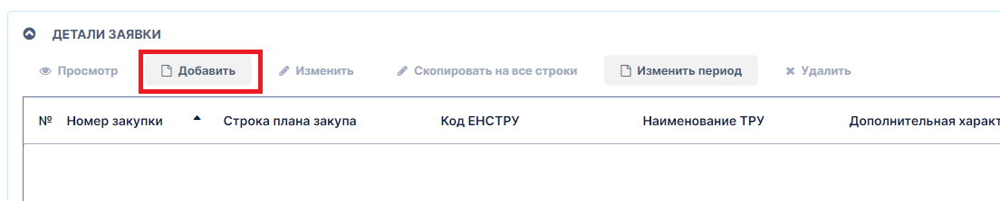 ДЕТАЛИ ЗАЯВКИ
Просмотр Добавить Изменить Скопировать на все строки Изменить период Удалить
№ Номер закупки Строка плана закупа Код ЕНСТРУ Наименование ТРУ Дополнительная характ